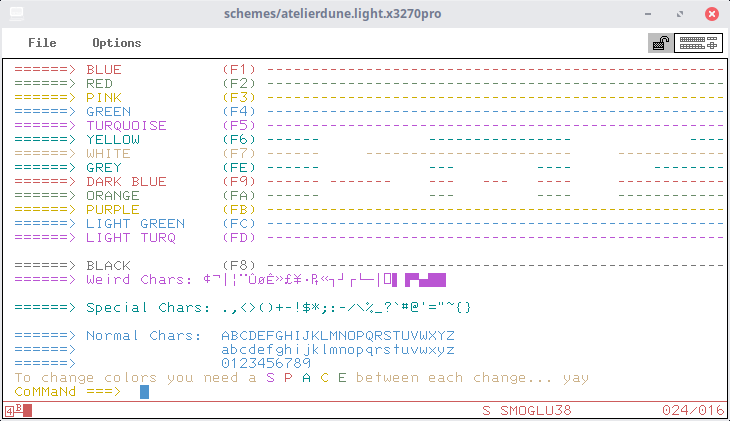 schemes/atelierdune.light.x3270pro
File Options
======> BLUE (F1) ---------------------------------------------------
======> RED (F2) ---------------------------------------------------
======> PINK (F3) ---------------------------------------------------
======> GREEN (F4) ---------------------------------------------------
======> TURQUOISE (F5) ---------------------------------------------------
======> YELLOW (F6)
======> WHITE (F7)
======> GREY (FE)
======> DARK BLUE (F9)
======> ORANGE (FA) ---------------------------------------------------
======> PURPLE (FB) ---------------------------------------------------
======> LIGHT GREEN (FC) ---------------------------------------------------
======> LIGHT TURQ (FD) ---------------------------------------------------
======> BLACK (F8) ---------------------------------------------------
======> Weird Chars:
======> Special Chars: .,<>()+-!$*;:-/\%_?`#@'="~{}
======> Normal Chars: ABCDEFGHIJKLMNOPQRSTUVWXYZ
======> abcdefghijklmnopqrstuvwxyz
======> 0123456789
To change colors you need a S P A C E between each change... yay
CoMMaNd ===>
4B S SMOGLU38 024/016